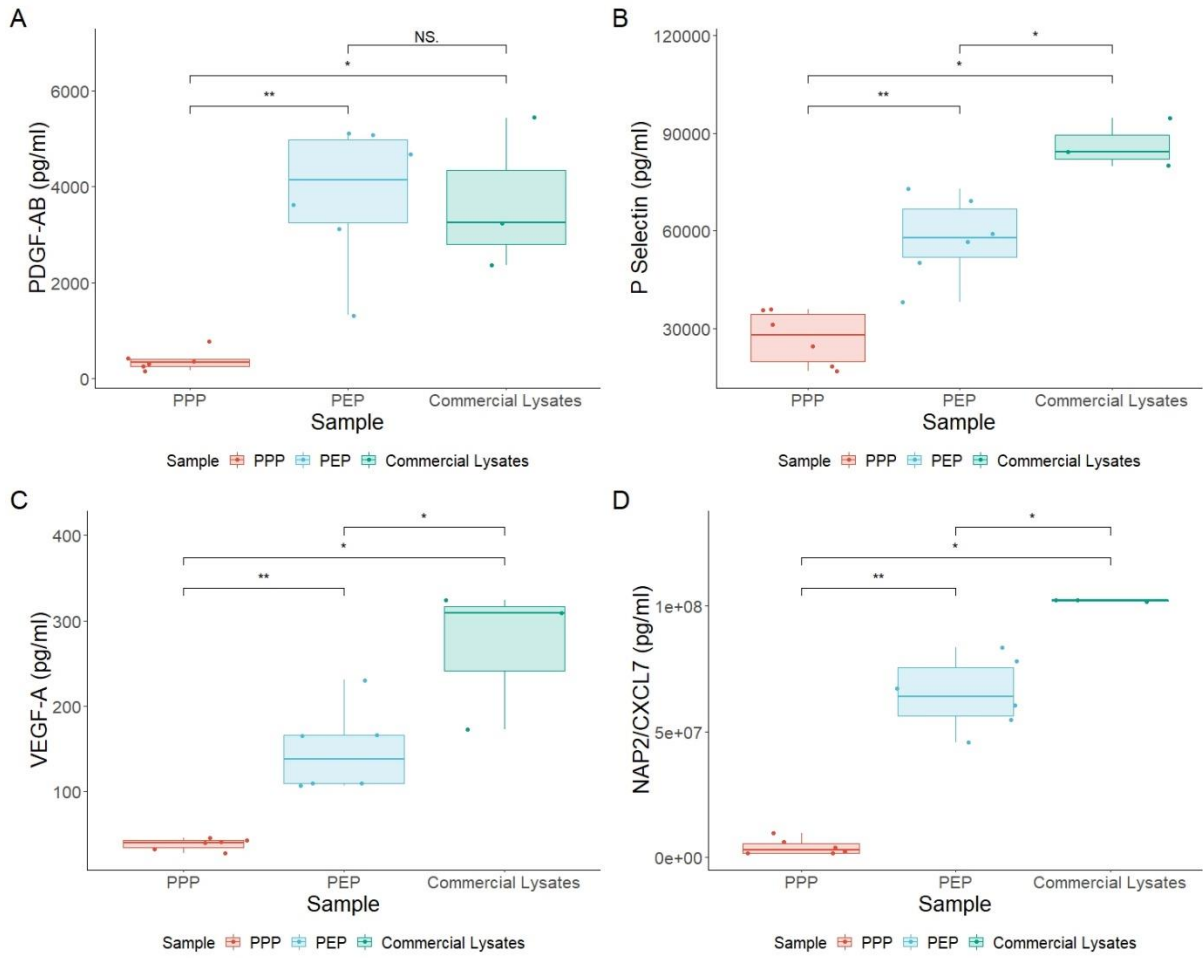 A
PDGF-AB (pg/ml)
6000
4000
2000
0
NS.
*
**
PPP PEP Commercial Lysates
Sample
Sample PPP PEP Commercial Lysates
B
P Selectin (pg/ml)
120000
90000
60000
30000
*
*
**
PPP PEP Commercial Lysates
Sample
Sample PPP PEP Commercial Lysates
C
VEGF-A (pg/ml)
400
300
200
100
*
*
**
PPP PEP Commercial Lysates
Sample
Sample PPP PEP Commercial Lysates
D
NAP2/CXCL7 (pg/ml)
1e+08
5e+07
0e+00
*
*
**
PPP PEP Commercial Lysates
Sample
Sample PPP PEP Commercial Lysates